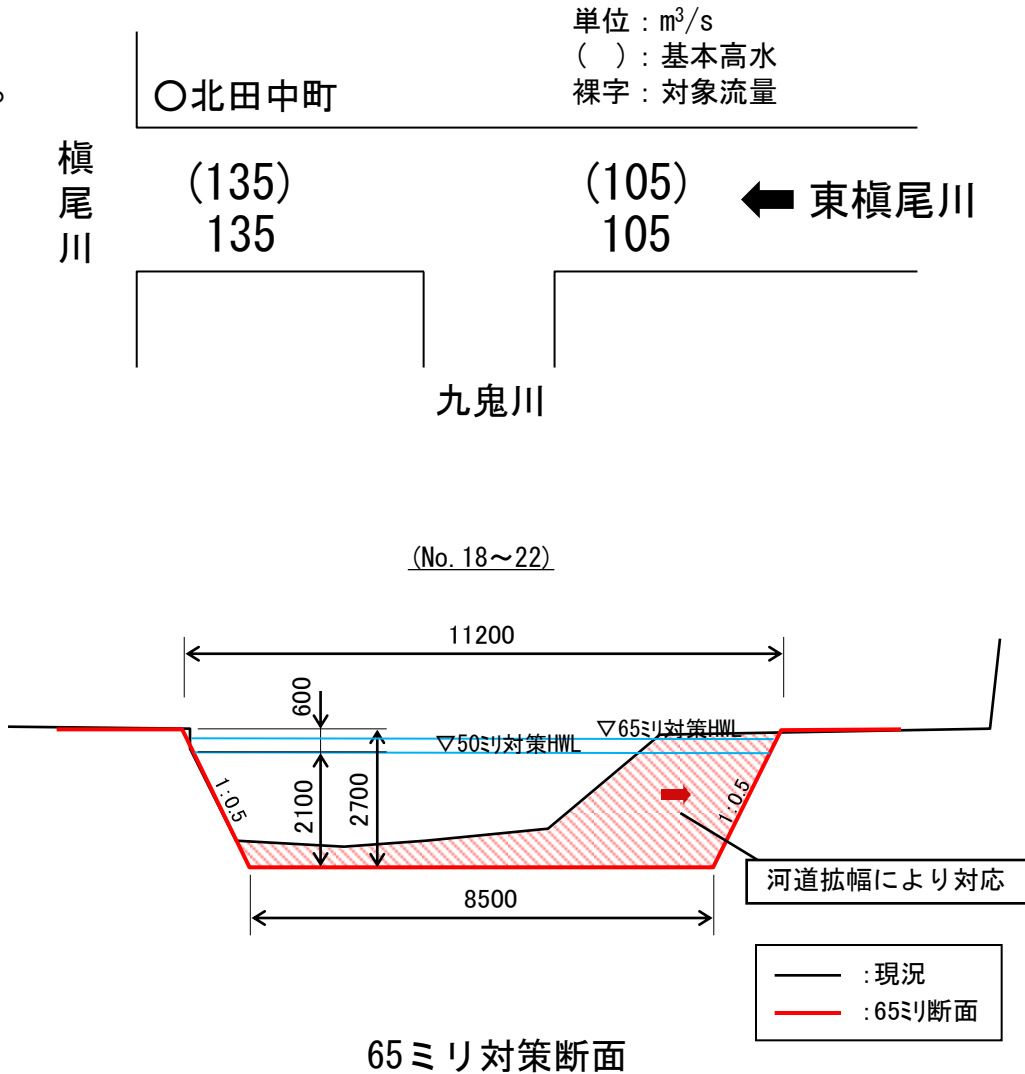 単位：m³/s
（　）：基本高水
裸字：対象流量
。
〇北田中町
槇尾川
(135)
135
(105)
105
東槇尾川
九鬼川
(No.18～22)
11200
600
▽50ミリ対策HWL
▽65ミリ対策HWL
1:0.5
2100
2700
1:0.5
河道拡幅により対応
8500
：現況
：65ミリ断面
65ミリ対策断面